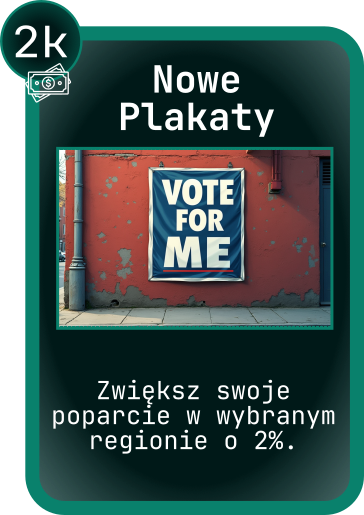 2k
Nowe
Plakaty
VOTE
FOR
ME
Zwiększ swoje
poparcie w wybranym
regionie o 2%.